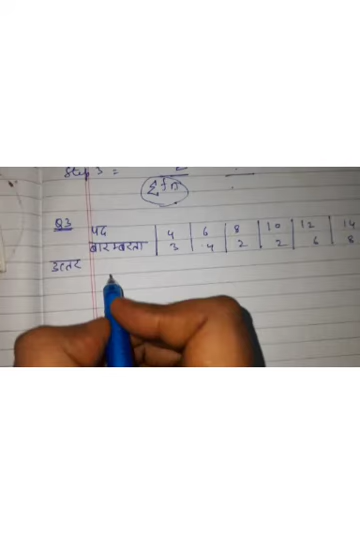 Step 3 =
ΣfD
Q3
पद | 4 | 6 | 8 | 10 | 12 | 14
बारम्बारता | 3 | 4 | 2 | 2 | 6 | 8
उत्तर